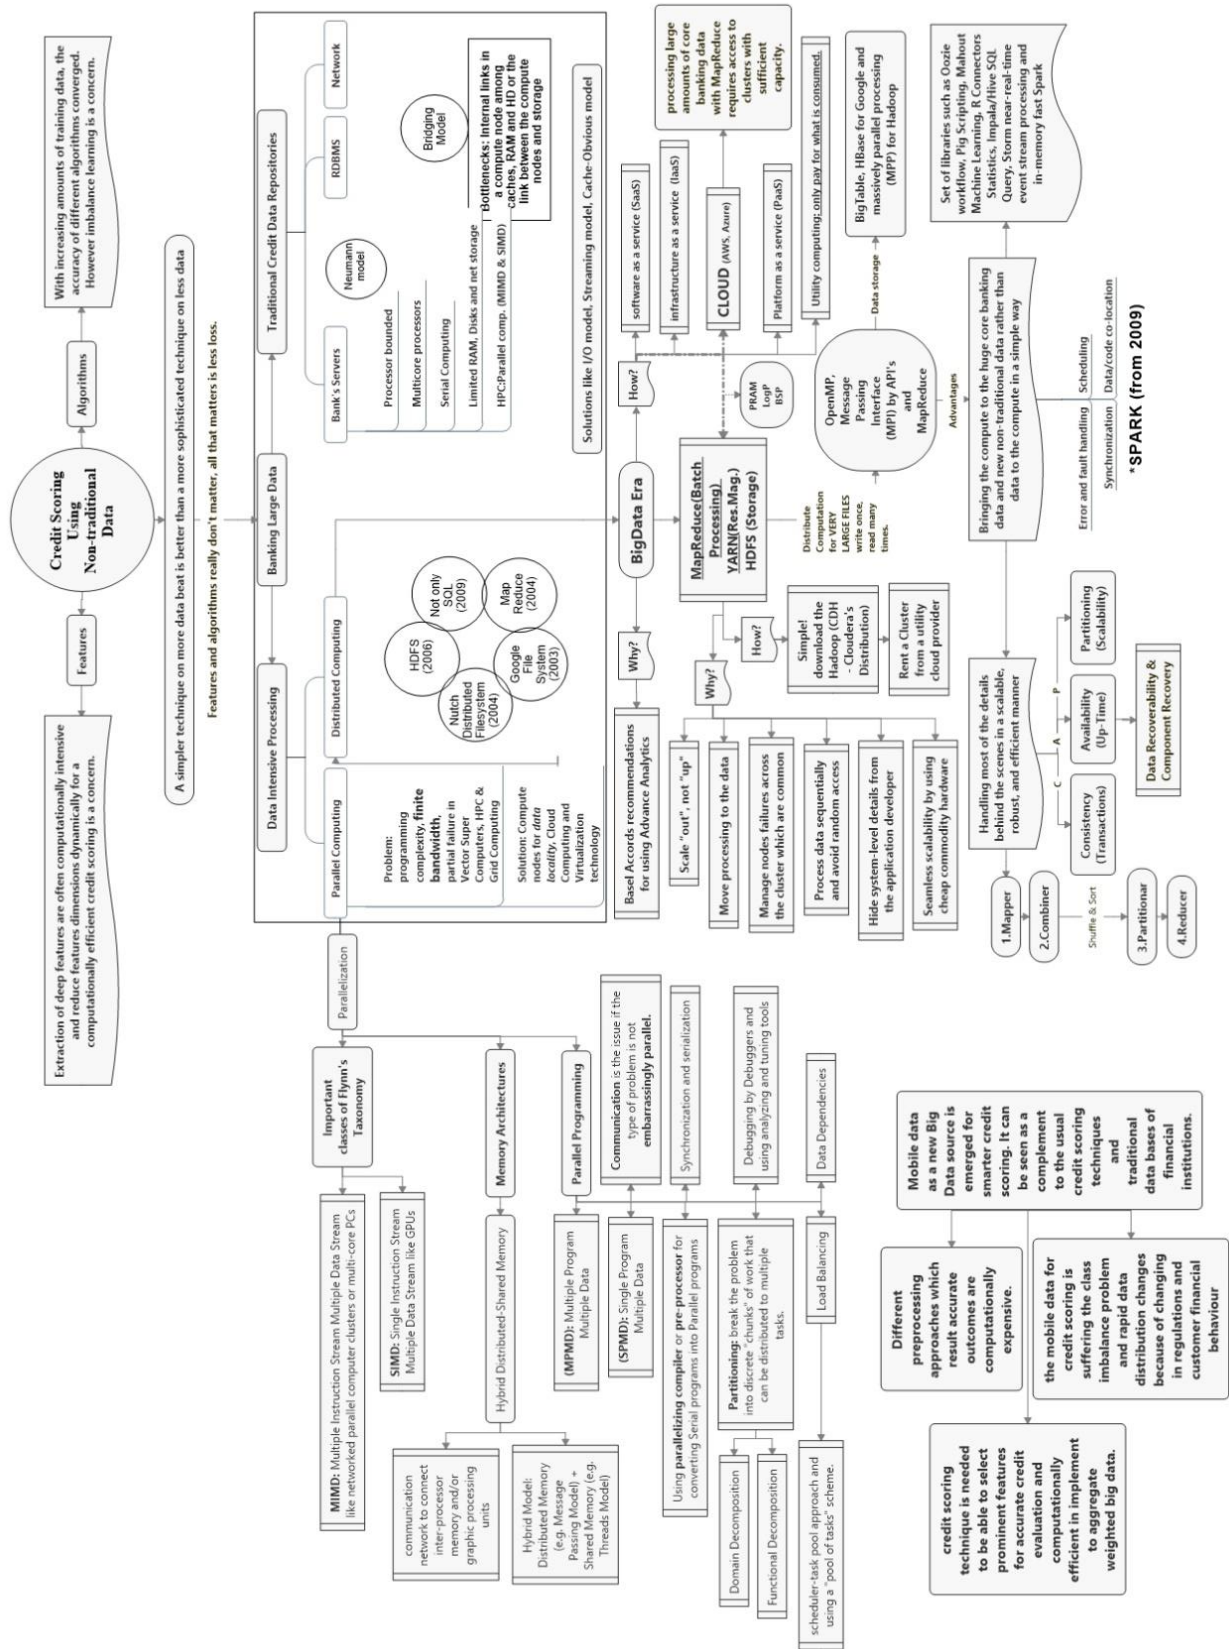 Credit Scoring
Using
Non-traditional
Data
Features
Algorithms
Extraction of deep features are often computationally intensive
and reduce features dimensions dynamically for a
computationally efficient credit scoring is a concern.
With increasing amounts of training data, the
accuracy of different algorithms converged.
However imbalance learning is a concern.
A simpler technique on more data beat is better than a more sophisticated technique on less data
Features and algorithms really don't matter, all that matters is less loss.
Data Intensive Processing
Banking Large Data
Traditional Credit Data Repositories
Parallel Computing
Distributed Computing
Bank's Servers
RDBMS
Network
Problem:
programming
complexity, finite
bandwidth,
partial failure in
Vector Super
Computers, HPC &
Grid Computing
Solution: Compute
nodes for data
locality, Cloud
Computing and
Virtualization
technology
HDFS
(2006)
Not only
SQL
(2009)
Nutch
Distributed
Filesystem
(2004)
Map
Reduce
(2004)
Google
File
System
(2003)
Neumann
model
Processor bounded
Multicore processors
Serial Computing
Limited RAM, Disks and net storage
HPC:Parallel comp. (MIMD & SIMD)
Bridging
Model
Bottlenecks: Internal links in
a compute node among
caches, RAM and HD or the
link between the compute
nodes and storage
Solutions like I/O model, Streaming model, Cache-Obvious model
Parallelization
Important
classes of Flynn's
Taxonomy
MIMD: Multiple Instruction Stream Multiple Data Stream
like networked parallel computer clusters or multi-core PCs
SIMD: Single Instruction Stream
Multiple Data Stream like GPUs
Memory Architectures
Hybrid Distributed-Shared Memory
communication
network to connect
inter-processor
memory and/or
graphic processing
units
Hybrid Model:
Distributed Memory
(e.g. Message
Passing Model) +
Shared Memory (e.g.
Threads Model)
Parallel Programming
(MPMD): Multiple Program
Multiple Data
(SPMD): Single Program
Multiple Data
Communication is the issue if the
type of problem is not
embarrassingly parallel.
Using parallelizing compiler or pre-processor for
converting Serial programs into Parallel programs
Synchronization and serialization
Partitioning: break the problem
into discrete "chunks" of work that
can be distributed to multiple
tasks.
Domain Decomposition
Functional Decomposition
Debugging by Debuggers and
using analyzing and tuning tools
Load Balancing
Data Dependencies
scheduler-task pool approach and
using a "pool of tasks" scheme.
BigData Era
Why?
How?
Basel Accords recommendations
for using Advance Analytics
software as a service (SaaS)
infrastructure as a service (IaaS)
CLOUD (AWS, Azure)
Platform as a service (PaaS)
Utility computing; only pay for what is consumed.
processing large
amounts of core
banking data
with MapReduce
requires access to
clusters with
sufficient
capacity.
PRAM
LogP
BSP
MapReduce(Batch
Processing)
YARN(Res.Mag.)
HDFS (Storage)
Why?
How?
Scale "out", not "up"
Move processing to the data
Manage nodes failures across
the cluster which are common
Process data sequentially
and avoid random access
Hide system-level details from
the application developer
Seamless scalability by using
cheap commodity hardware
Simple!
download the
Hadoop (CDH
- Cloudera's
Distribution)
Rent a Cluster
from a utility
cloud provider
Distribute
Computation
for VERY
LARGE FILES
write once,
read many
times.
OpenMP,
Message
Passing
Interface
(MPI) by API's
and
MapReduce
Data storage
BigTable, HBase for Google and
massively parallel processing
(MPP) for Hadoop
Advantages
Bringing the compute to the huge core banking
data and new non-traditional data rather than
data to the compute in a simple way
Set of libraries such as Oozie
workflow, Pig Scripting, Mahout
Machine Learning, R Connectors
Statistics, Impala/Hive SQL
Query, Storm near-real-time
event stream processing and
in-memory fast Spark
Error and fault handling
Scheduling
Synchronization
Data/code co-location
*SPARK (from 2009)
Handling most of the details
behind the scenes in a scalable,
robust, and efficient manner
1.Mapper
2.Combiner
Shuffle & Sort
3.Partitionar
4.Reducer
C
A
P
Consistency
(Transactions)
Availability
(Up-Time)
Partitioning
(Scalability)
Data Recoverability &
Component Recovery
Mobile data
as a new Big
Data source is
emerged for
smarter credit
scoring. It can
be seen as a
complement
to the usual
credit scoring
techniques
and
traditional
data bases of
financial
institutions.
Different
preprocessing
approaches which
result accurate
outcomes are
computationally
expensive.
the mobile data for
credit scoring is
suffering the class
imbalance problem
and rapid data
distribution changes
because of changing
in regulations and
customer financial
behaviour
credit scoring
technique is needed
to be able to select
prominent features
for accurate credit
evaluation and
computationally
efficient in implement
to aggregate
weighted big data.